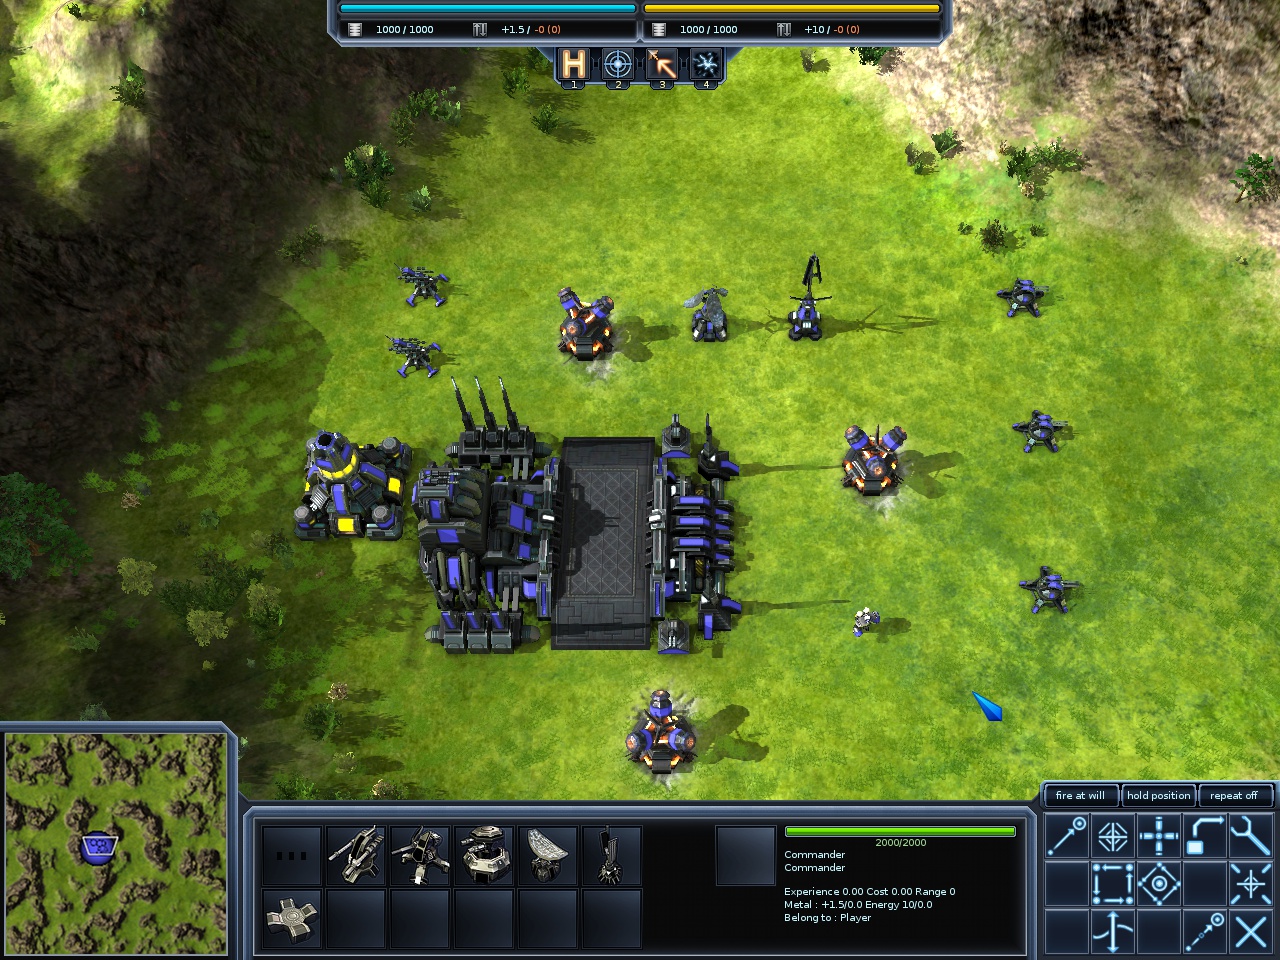 1000 / 1000 +1.5 / -0 (0) 1000 / 1000 +10 / -0 (0)
H
1 2 3 4
fire at will hold position repeat off
2000/2000
Commander
Commander
Experience 0.00 Cost 0.00 Range 0
Metal : +1.5/0.0 Energy 10/0.0
Belong to : Player